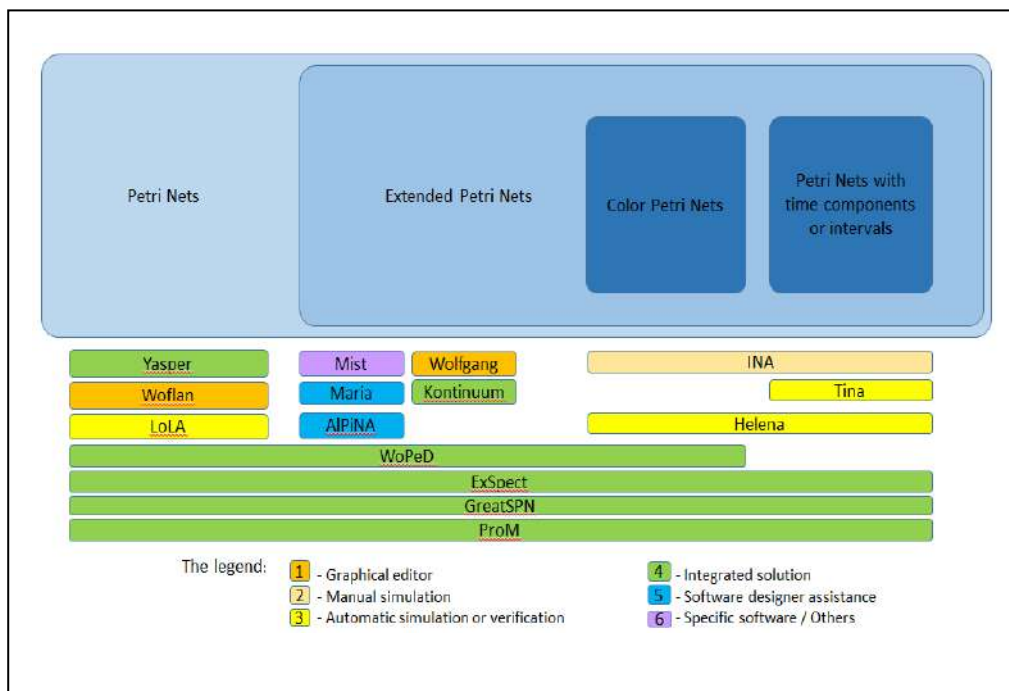 Petri Nets
Extended Petri Nets
Color Petri Nets
Petri Nets with
time components
or intervals
Yasper
Mist
Wolfgang
INA
Woflan
Maria
Kontinuum
Tina
LoLA
AlPiNA
Helena
WoPeD
ExSpect
GreatSPN
ProM
The legend:
1 - Graphical editor
2 - Manual simulation
3 - Automatic simulation or verification
4 - Integrated solution
5 - Software designer assistance
6 - Specific software / Others